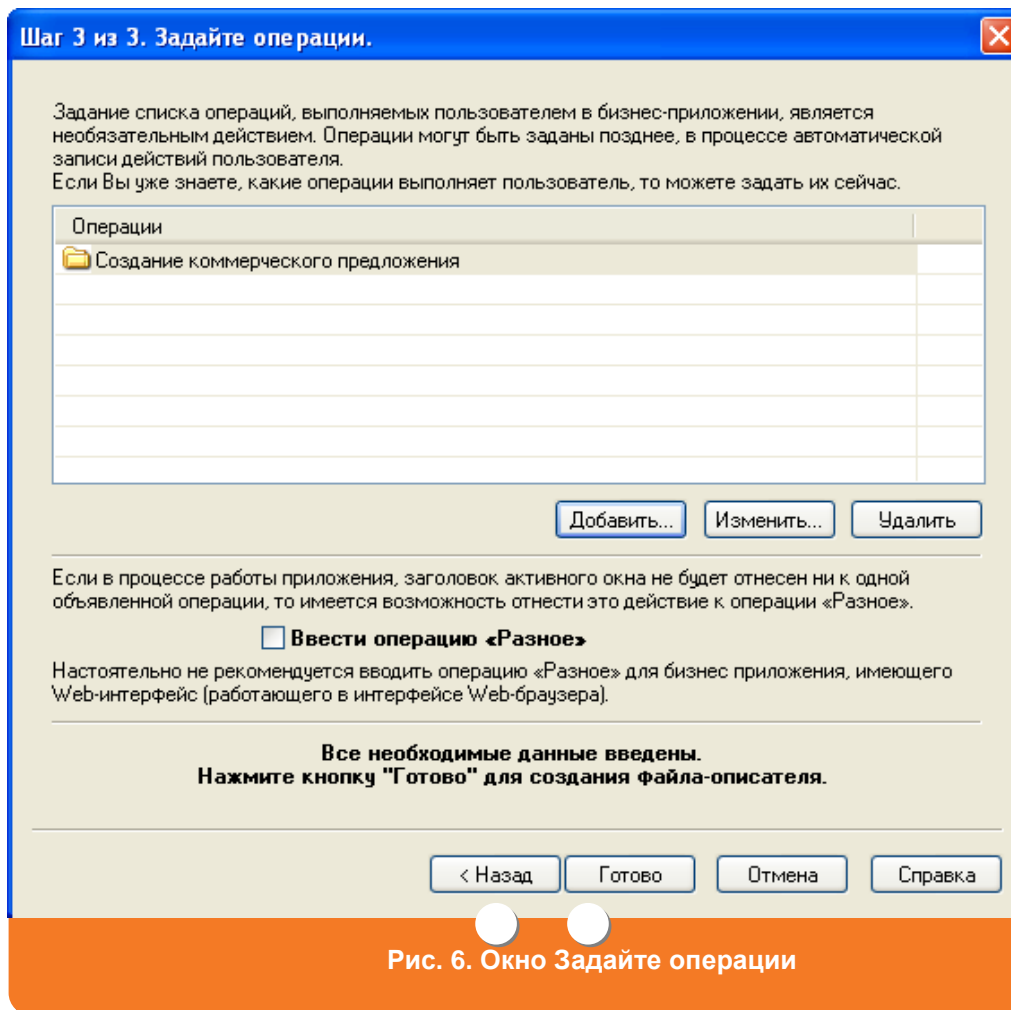 Шаг 3 из 3. Задайте операции.
Задание списка операций, выполняемых пользователем в бизнес-приложении, является
необязательным действием. Операции могут быть заданы позднее, в процессе автоматической
записи действий пользователя.
Если Вы уже знаете, какие операции выполняет пользователь, то можете задать их сейчас.
Операции
Создание коммерческого предложения
Добавить... Изменить... Удалить
Если в процессе работы приложения, заголовок активного окна не будет отнесен ни к одной
объявленной операции, то имеется возможность отнести это действие к операции «Разное».
Ввести операцию «Разное»
Настоятельно не рекомендуется вводить операцию «Разное» для бизнес приложения, имеющего
Web-интерфейс (работающего в интерфейсе Web-браузера).
Все необходимые данные введены.
Нажмите кнопку "Готово" для создания файла-описателя.
< Назад Готово Отмена Справка
Рис. 6. Окно Задайте операции